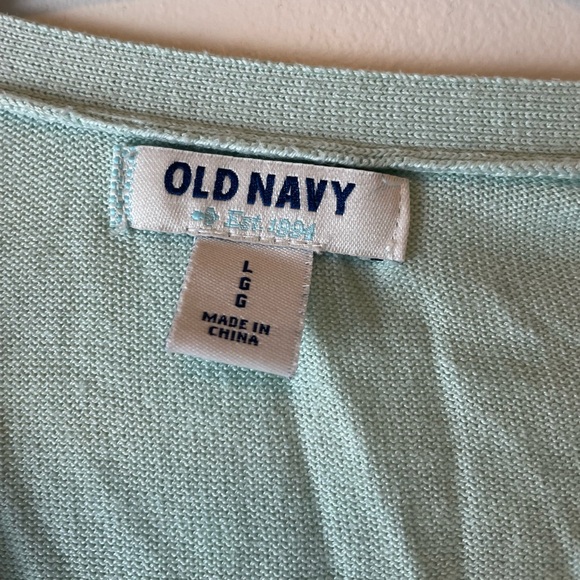 OLD NAVY
Est 1994
L
G
G
MADE IN
CHINA